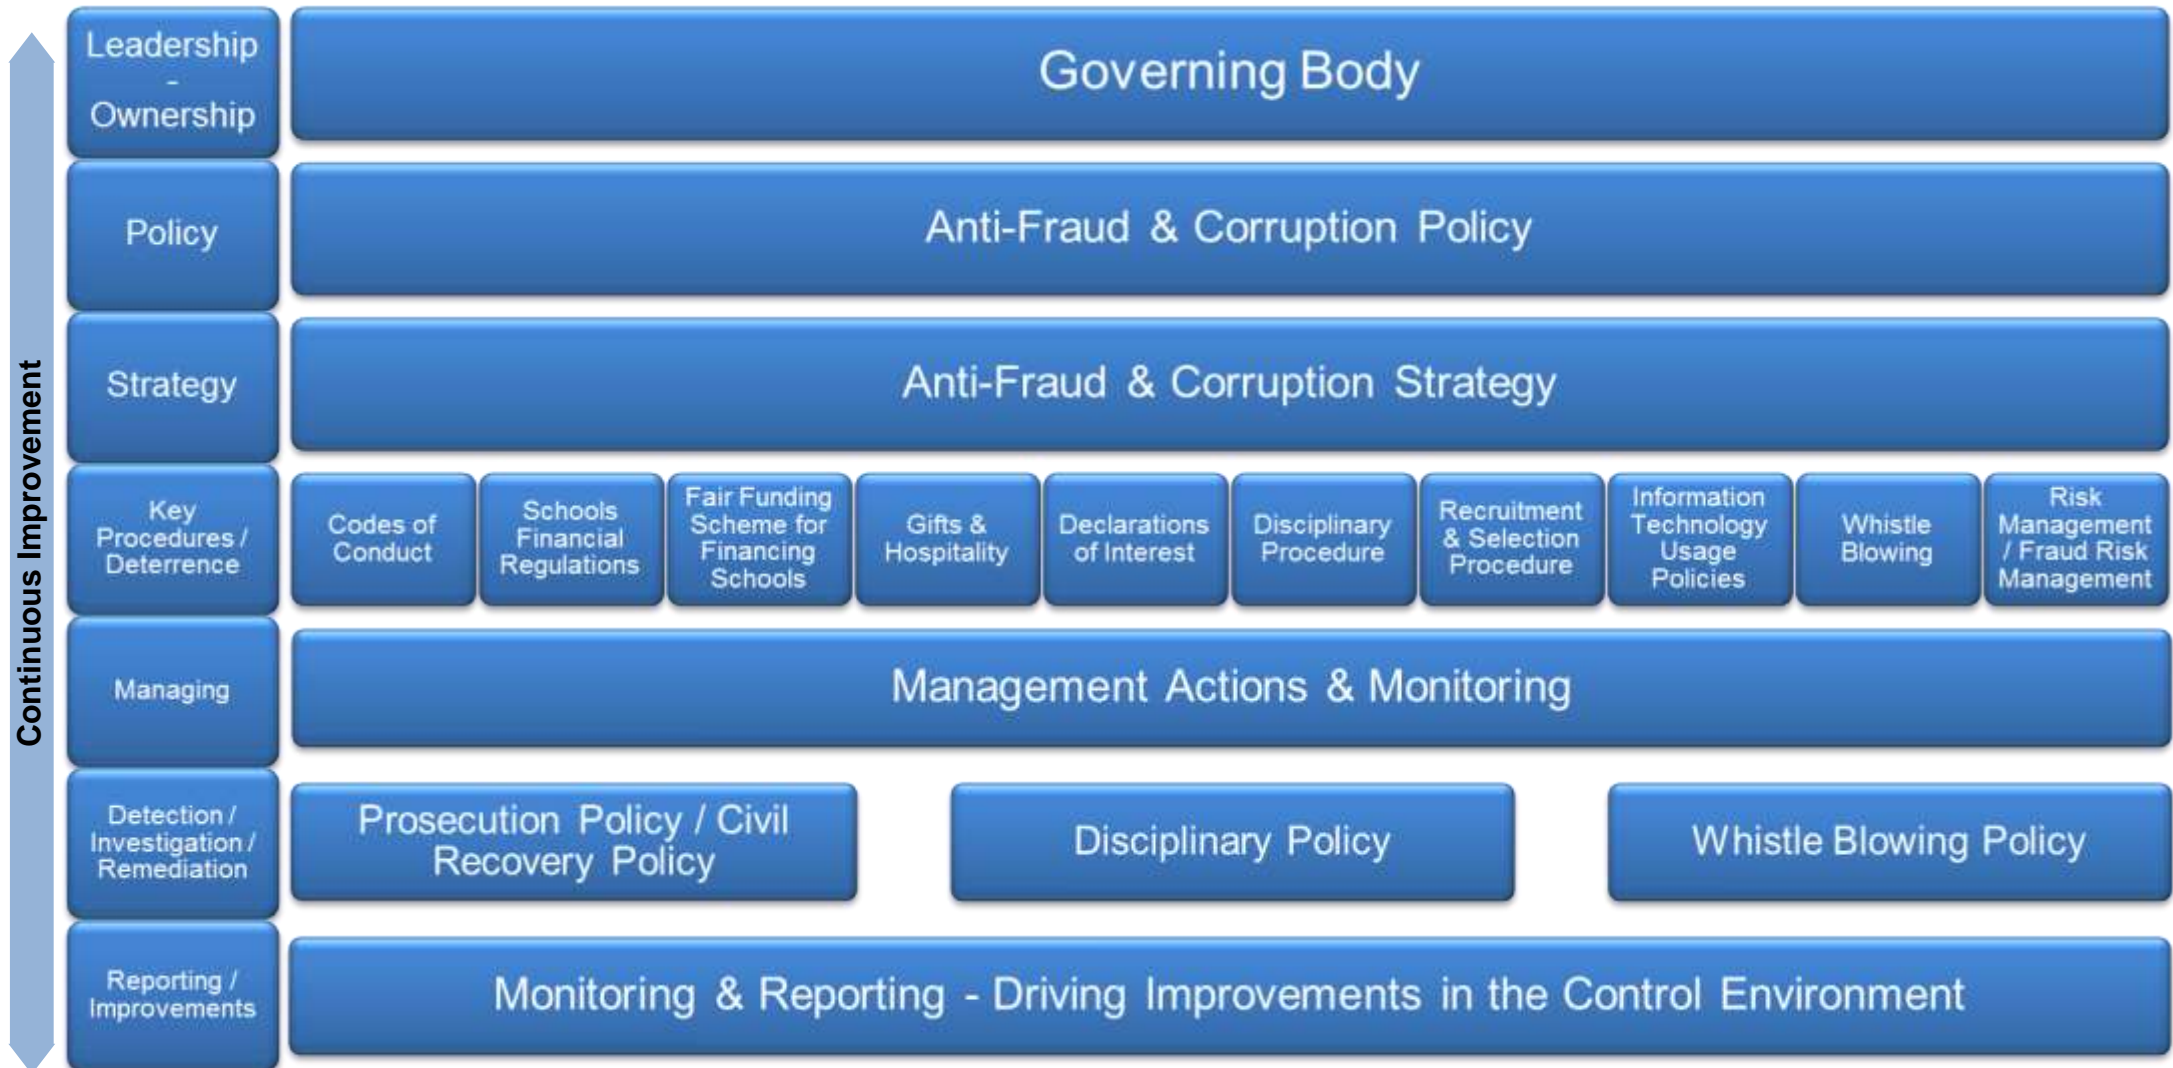 Continuous Improvement
Leadership
-
Ownership
Governing Body
Policy
Anti-Fraud & Corruption Policy
Strategy
Anti-Fraud & Corruption Strategy
Key
Procedures /
Deterrence
Codes of
Conduct
Schools
Financial
Regulations
Fair Funding
Scheme for
Financing
Schools
Gifts &
Hospitality
Declarations
of Interest
Disciplinary
Procedure
Recruitment
& Selection
Procedure
Information
Technology
Usage
Policies
Whistle
Blowing
Risk
Management
/ Fraud Risk
Management
Managing
Management Actions & Monitoring
Detection /
Investigation /
Remediation
Prosecution Policy / Civil
Recovery Policy
Disciplinary Policy
Whistle Blowing Policy
Reporting /
Improvements
Monitoring & Reporting - Driving Improvements in the Control Environment